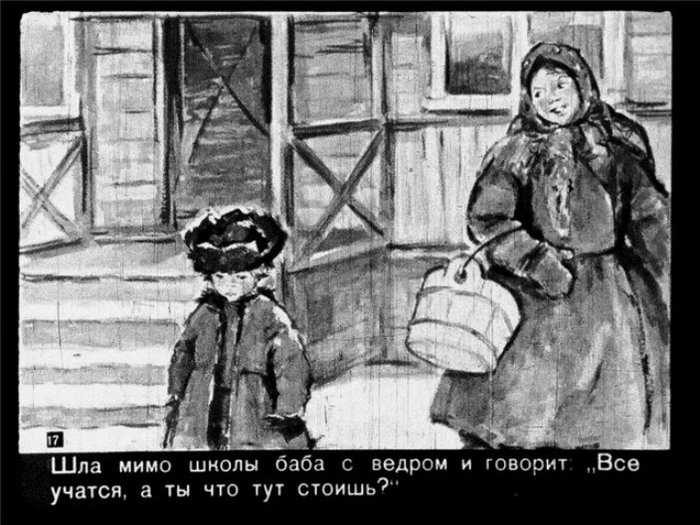 17
Шла мимо школы баба с ведром и говорит: „Все
учатся, а ты что тут стоишь?"